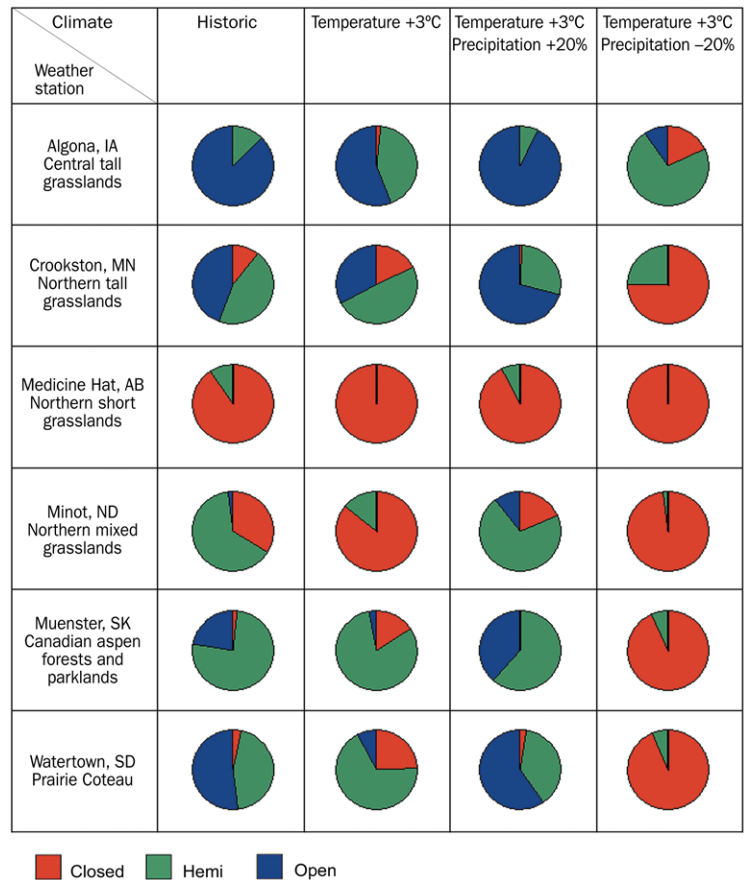 Climate
Weather
station
Historic
Temperature +3ºC
Temperature +3ºC
Precipitation +20%
Temperature +3ºC
Precipitation –20%
Algona, IA
Central tall
grasslands
Crookston, MN
Northern tall
grasslands
Medicine Hat, AB
Northern short
grasslands
Minot, ND
Northern mixed
grasslands
Muenster, SK
Canadian aspen
forests and
parklands
Watertown, SD
Prairie Coteau
Closed
Hemi
Open